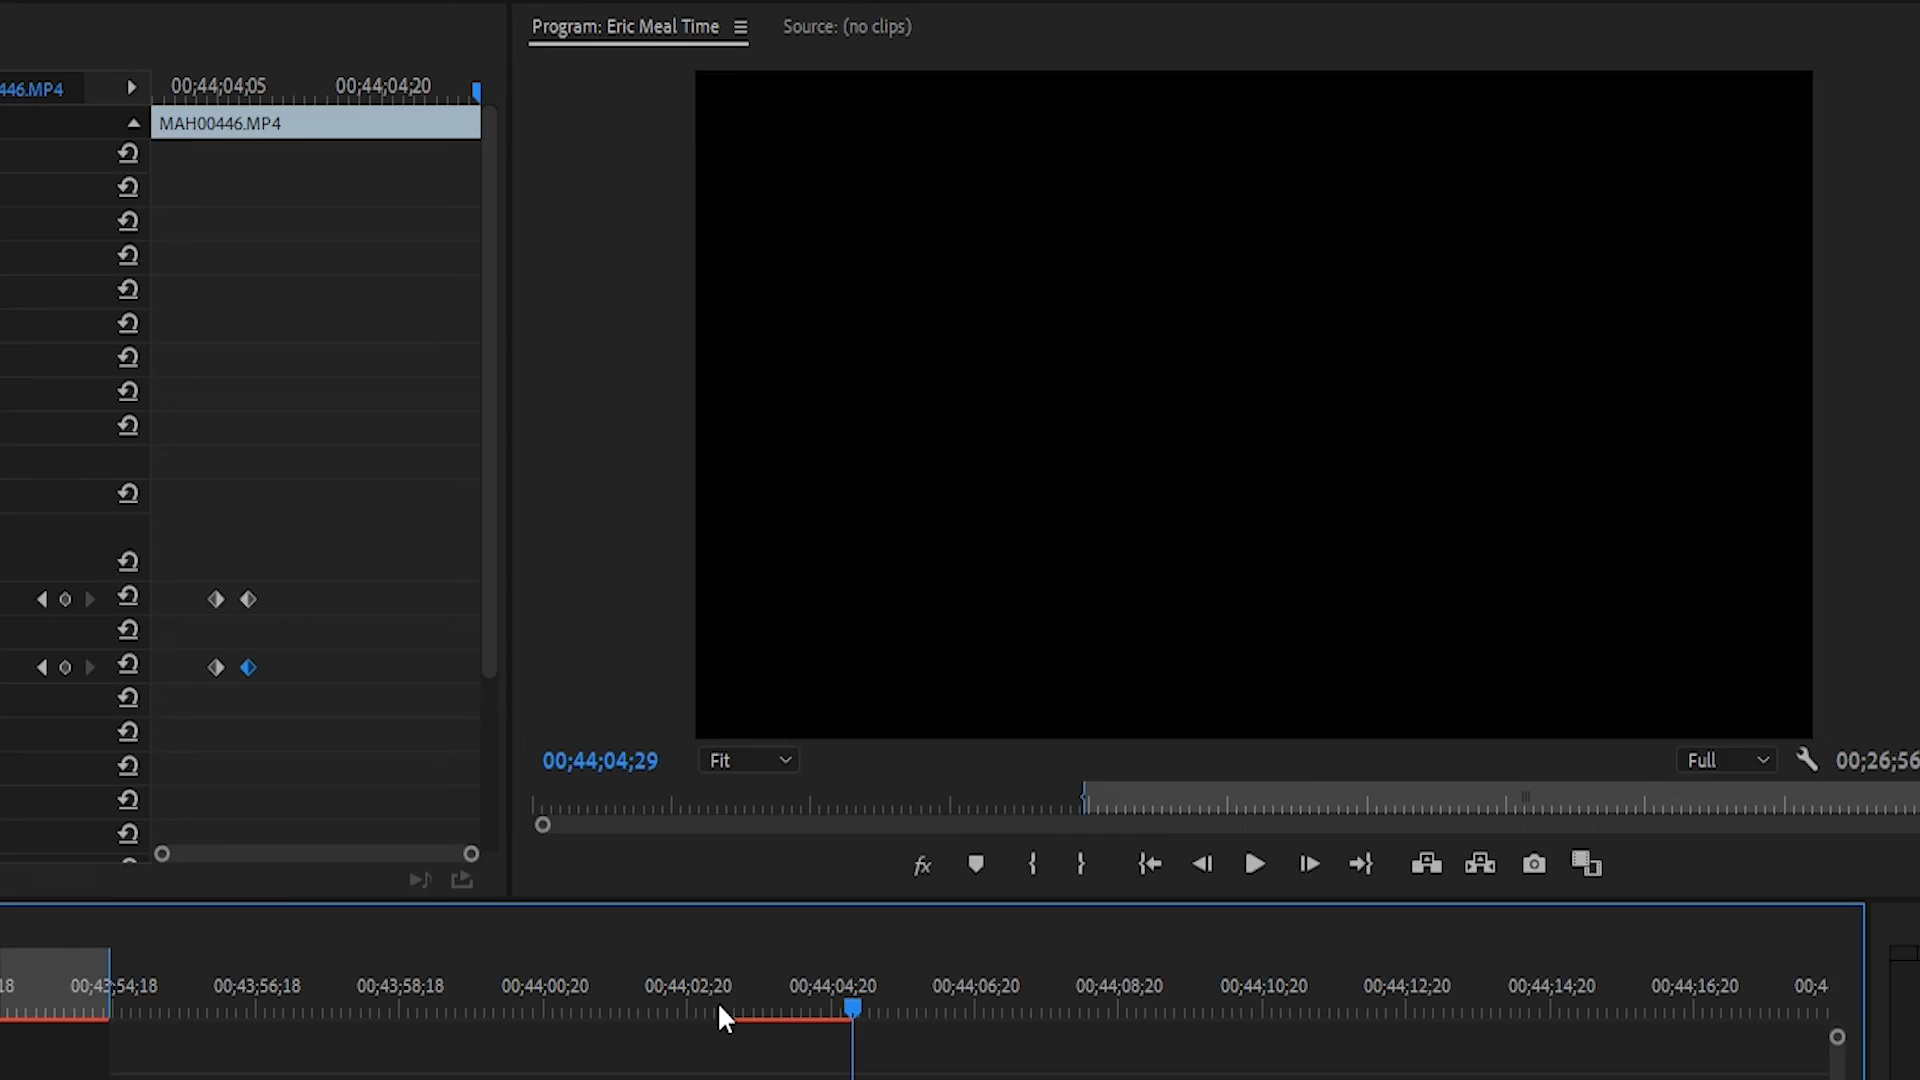 Program: Eric Meal Time
Source: (no clips)
446.MP4
00;44;04;05
00;44;04;20
MAH00446.MP4
00;44;04;29
Fit
Full
00;26;56
fx
18
00;43;54;18
00;43;56;18
00;43;58;18
00;44;00;20
00;44;02;20
00;44;04;20
00;44;06;20
00;44;08;20
00;44;10;20
00;44;12;20
00;44;14;20
00;44;16;20
00;4